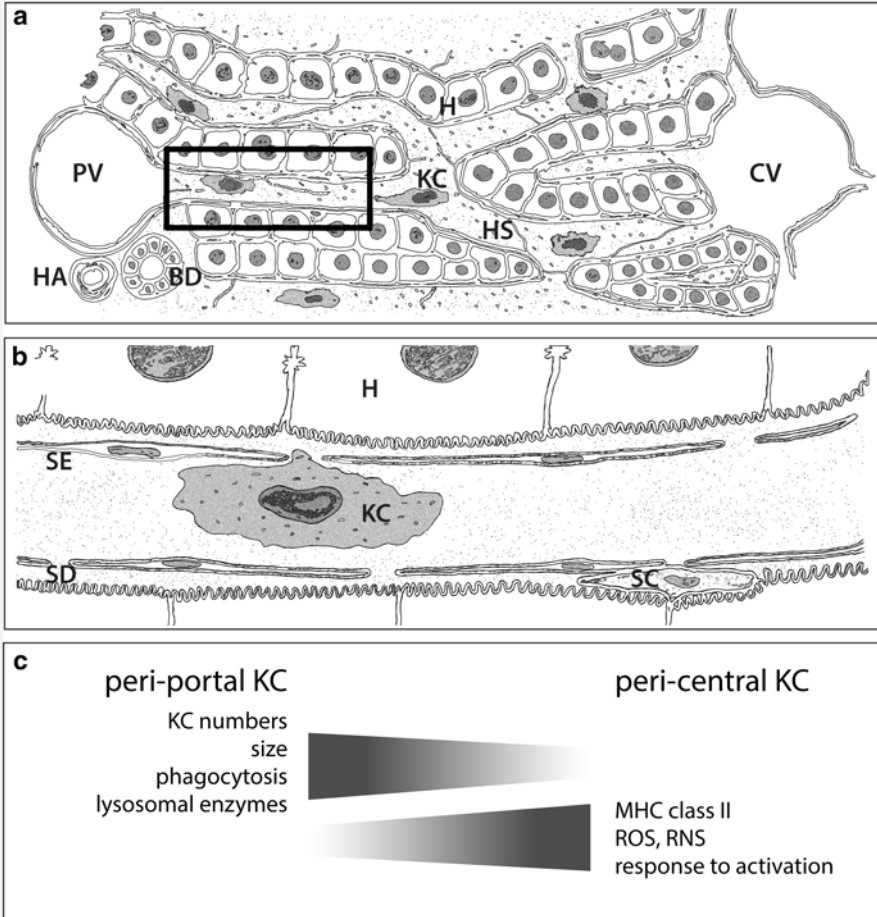 a
H
PV
KC
CV
HS
HA
BD
b
H
SE
KC
SD
SC
c
peri-portal KC
peri-central KC
KC numbers
size
phagocytosis
lysosomal enzymes
MHC class II
ROS, RNS
response to activation